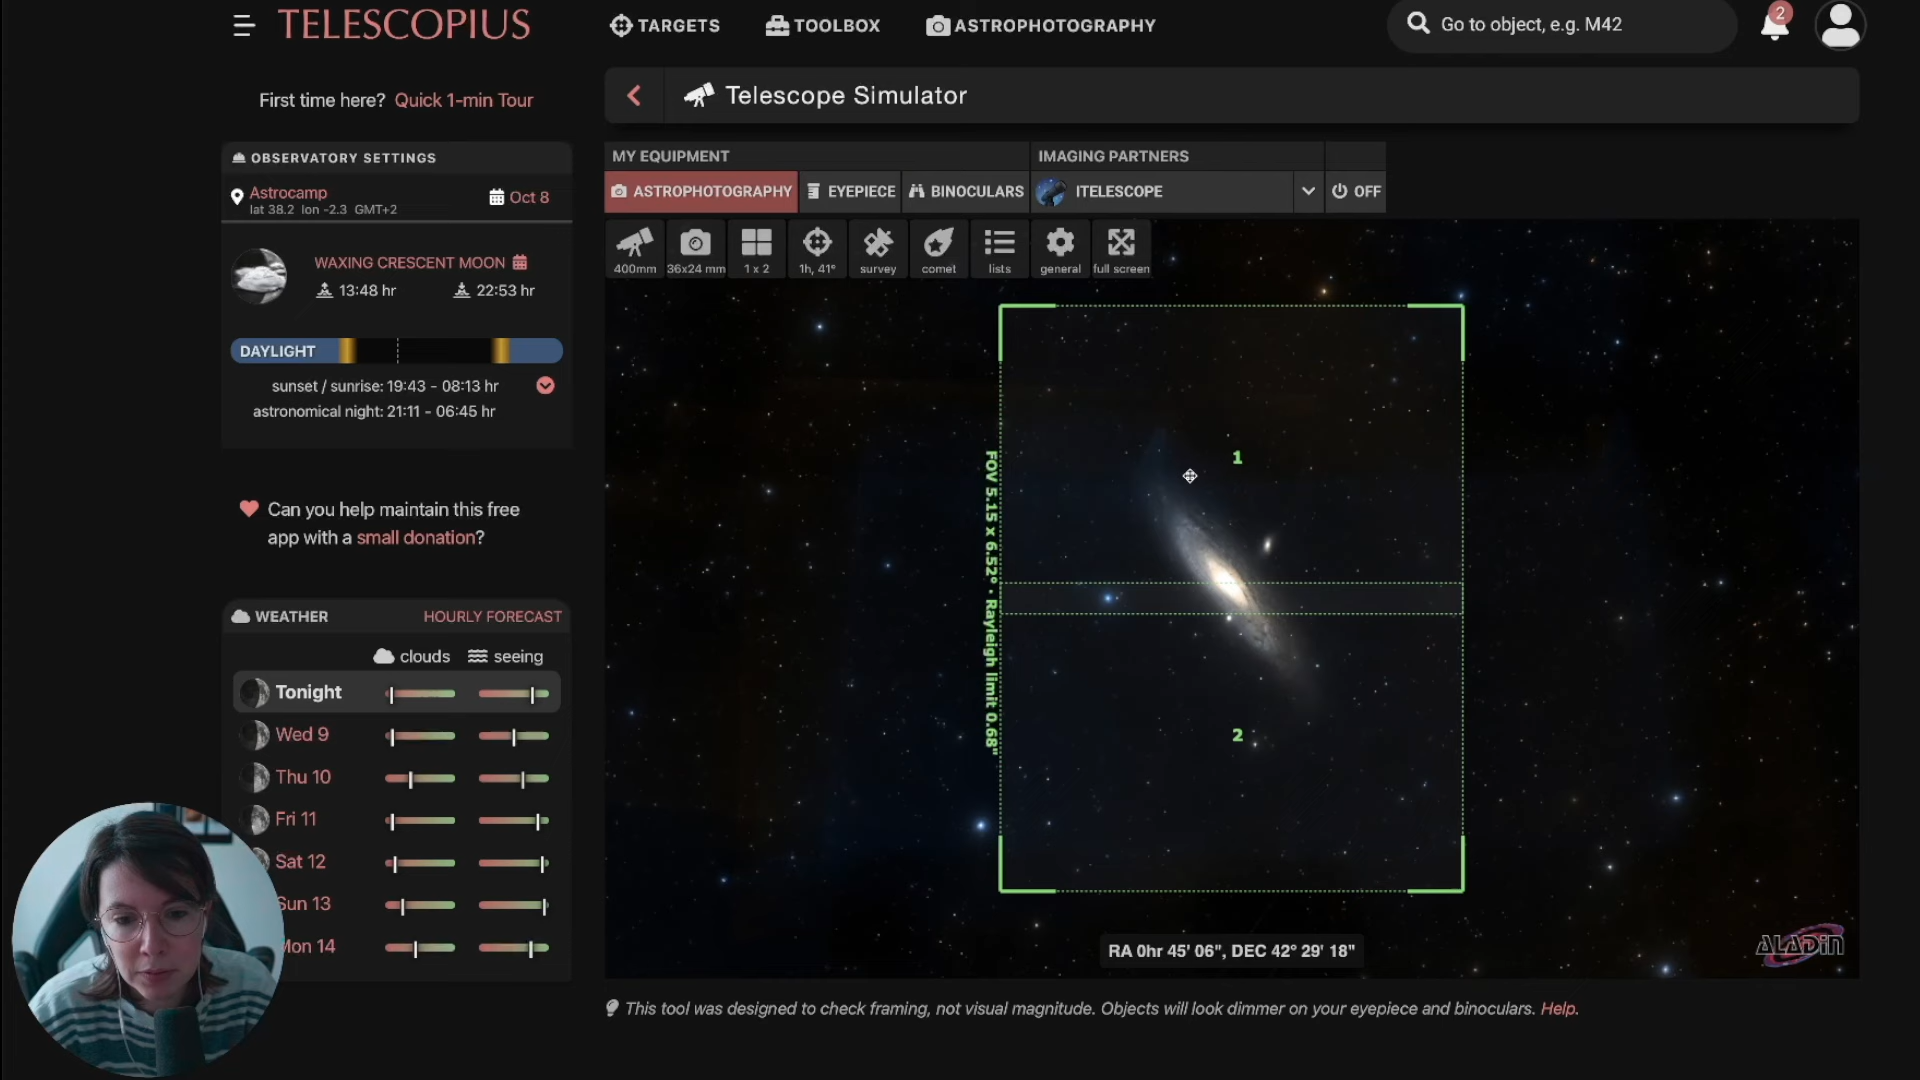 TELESCOPIUS
TARGETS
TOOLBOX
ASTROPHOTOGRAPHY
Go to object, e.g. M42
2
First time here? Quick 1-min Tour
Telescope Simulator
OBSERVATORY SETTINGS
Astrocamp
lat 38.2 lon -2.3 GMT+2
Oct 8
WAXING CRESCENT MOON
13:48 hr
22:53 hr
DAYLIGHT
sunset / sunrise: 19:43 - 08:13 hr
astronomical night: 21:11 - 06:45 hr
Can you help maintain this free
app with a small donation?
WEATHER
HOURLY FORECAST
clouds
seeing
Tonight
Wed 9
Thu 10
Fri 11
Sat 12
Sun 13
Mon 14
MY EQUIPMENT
IMAGING PARTNERS
ASTROPHOTOGRAPHY
EYEPIECE
BINOCULARS
ITELESCOPE
OFF
400mm
36x24 mm
1 x 2
1h, 41°
survey
comet
lists
general
full screen
FOV 5.15 x 6.52° · Rayleigh limit 0.68"
1
2
RA 0hr 45' 06", DEC 42° 29' 18"
ALADIN
This tool was designed to check framing, not visual magnitude. Objects will look dimmer on your eyepiece and binoculars. Help.